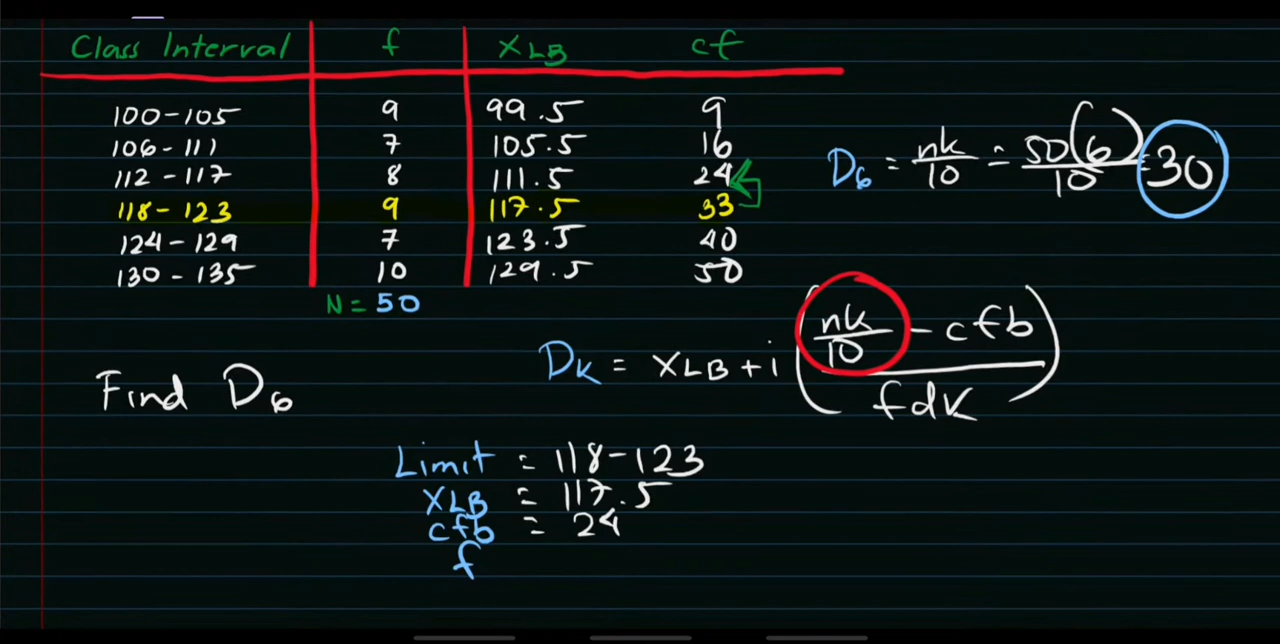 Class Interval f XLB cf
100-105 9 99.5 9
106-111 7 105.5 16
112-117 8 111.5 24
118-123 9 117.5 33
124-129 7 123.5 40
130-135 10 129.5 50
N = 50
D6 = nk/10 = 50(6)/10 = 30
DK = XLB + i (nk/10 - cfb / fdk)
Find D6
Limit = 118-123
XLB = 117.5
cfb = 24
f